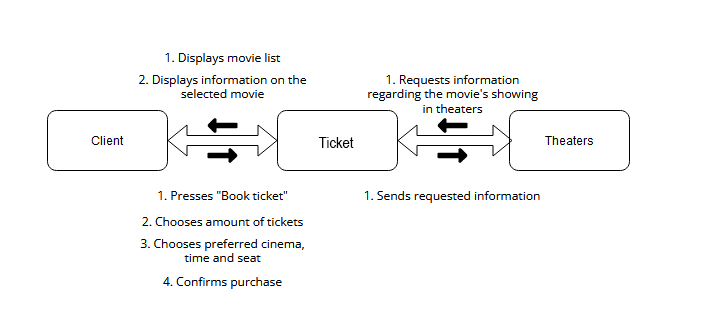 1. Displays movie list
2. Displays information on the
selected movie
1. Requests information
regarding the movie's showing
in theaters
Client
Ticket
Theaters
1. Presses "Book ticket"
2. Chooses amount of tickets
3. Chooses preferred cinema,
time and seat
4. Confirms purchase
1. Sends requested information